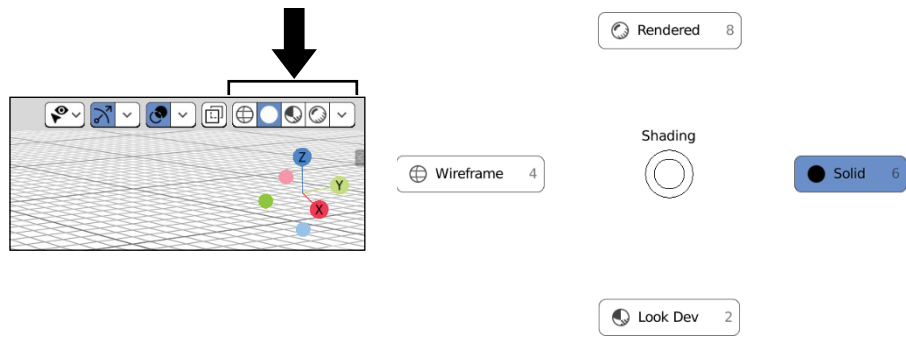 Rendered 8
Shading
Z
Y
X
Wireframe 4
Solid 6
Look Dev 2